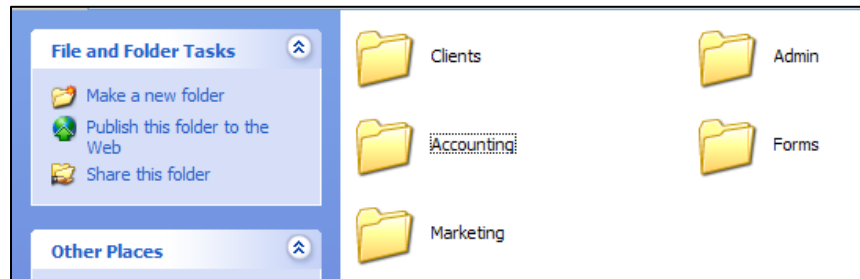 File and Folder Tasks
Make a new folder
Publish this folder to the
Web
Share this folder
Other Places
Clients
Admin
Accounting
Forms
Marketing